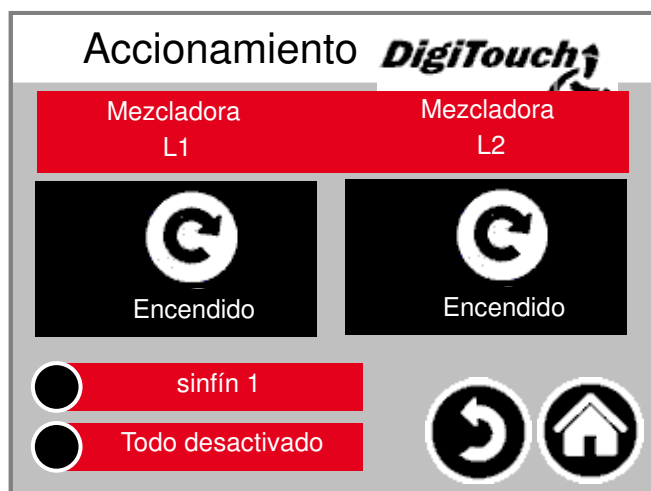 Accionamiento DigiTouch
Mezcladora
L1
Mezcladora
L2
Encendido
Encendido
sinfín 1
Todo desactivado